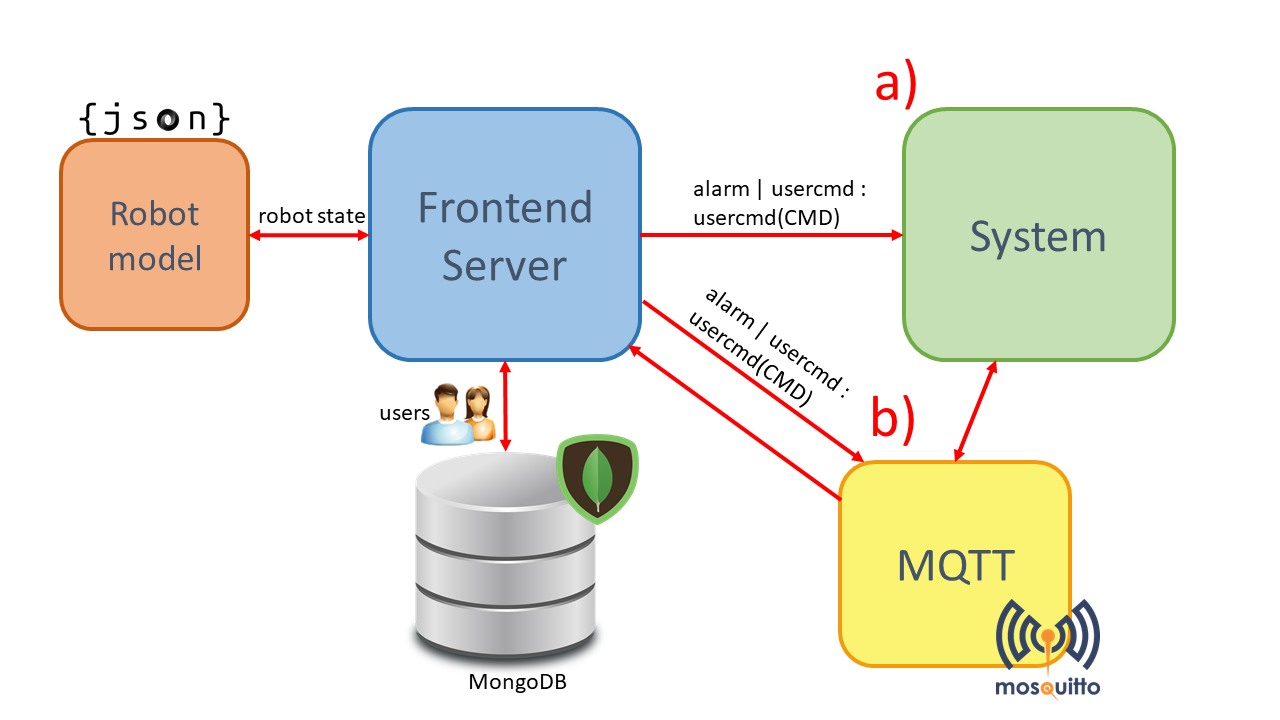 {json}
Robot
model
robot state
Frontend
Server
a)
alarm | usercmd :
usercmd(CMD)
System
alarm | usercmd :
usercmd(CMD)
users
b)
MQTT
mosquitto
MongoDB